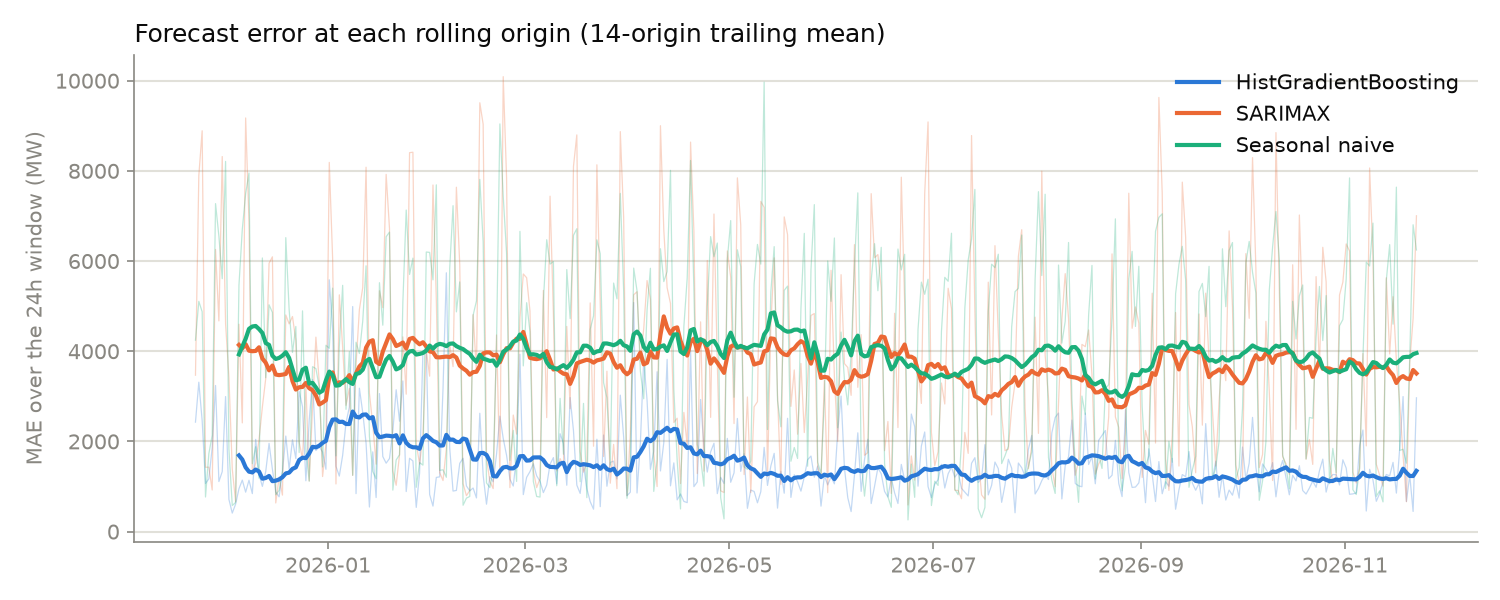 Forecast error at each rolling origin (14-origin trailing mean)
MAE over the 24h window (MW)
10000
8000
6000
4000
2000
0
HistGradientBoosting
SARIMAX
Seasonal naive
2026-01
2026-03
2026-05
2026-07
2026-09
2026-11